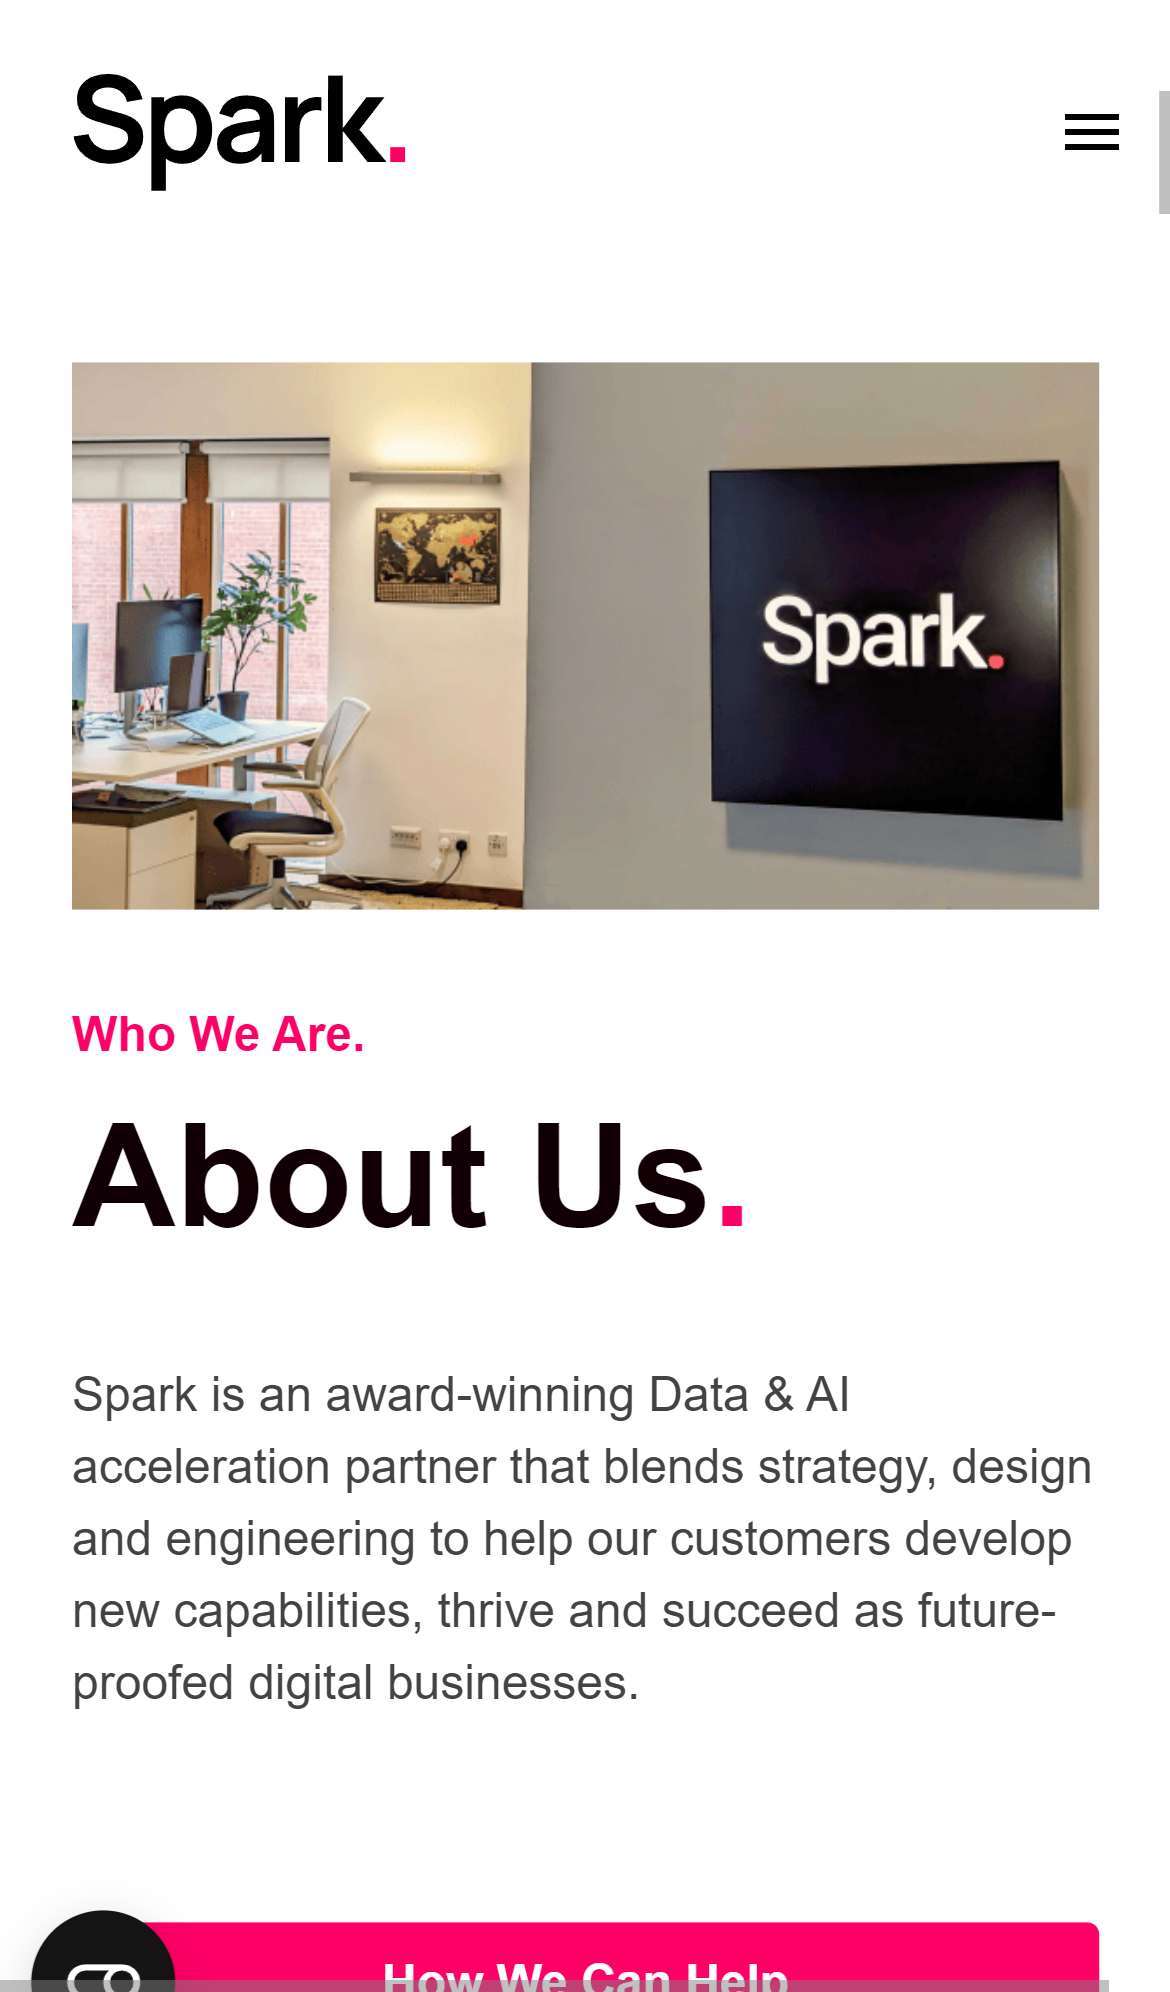 Spark.
Spark.
Who We Are.
About Us.
Spark is an award-winning Data & AI
acceleration partner that blends strategy, design
and engineering to help our customers develop
new capabilities, thrive and succeed as future-
proofed digital businesses.
How We Can Help